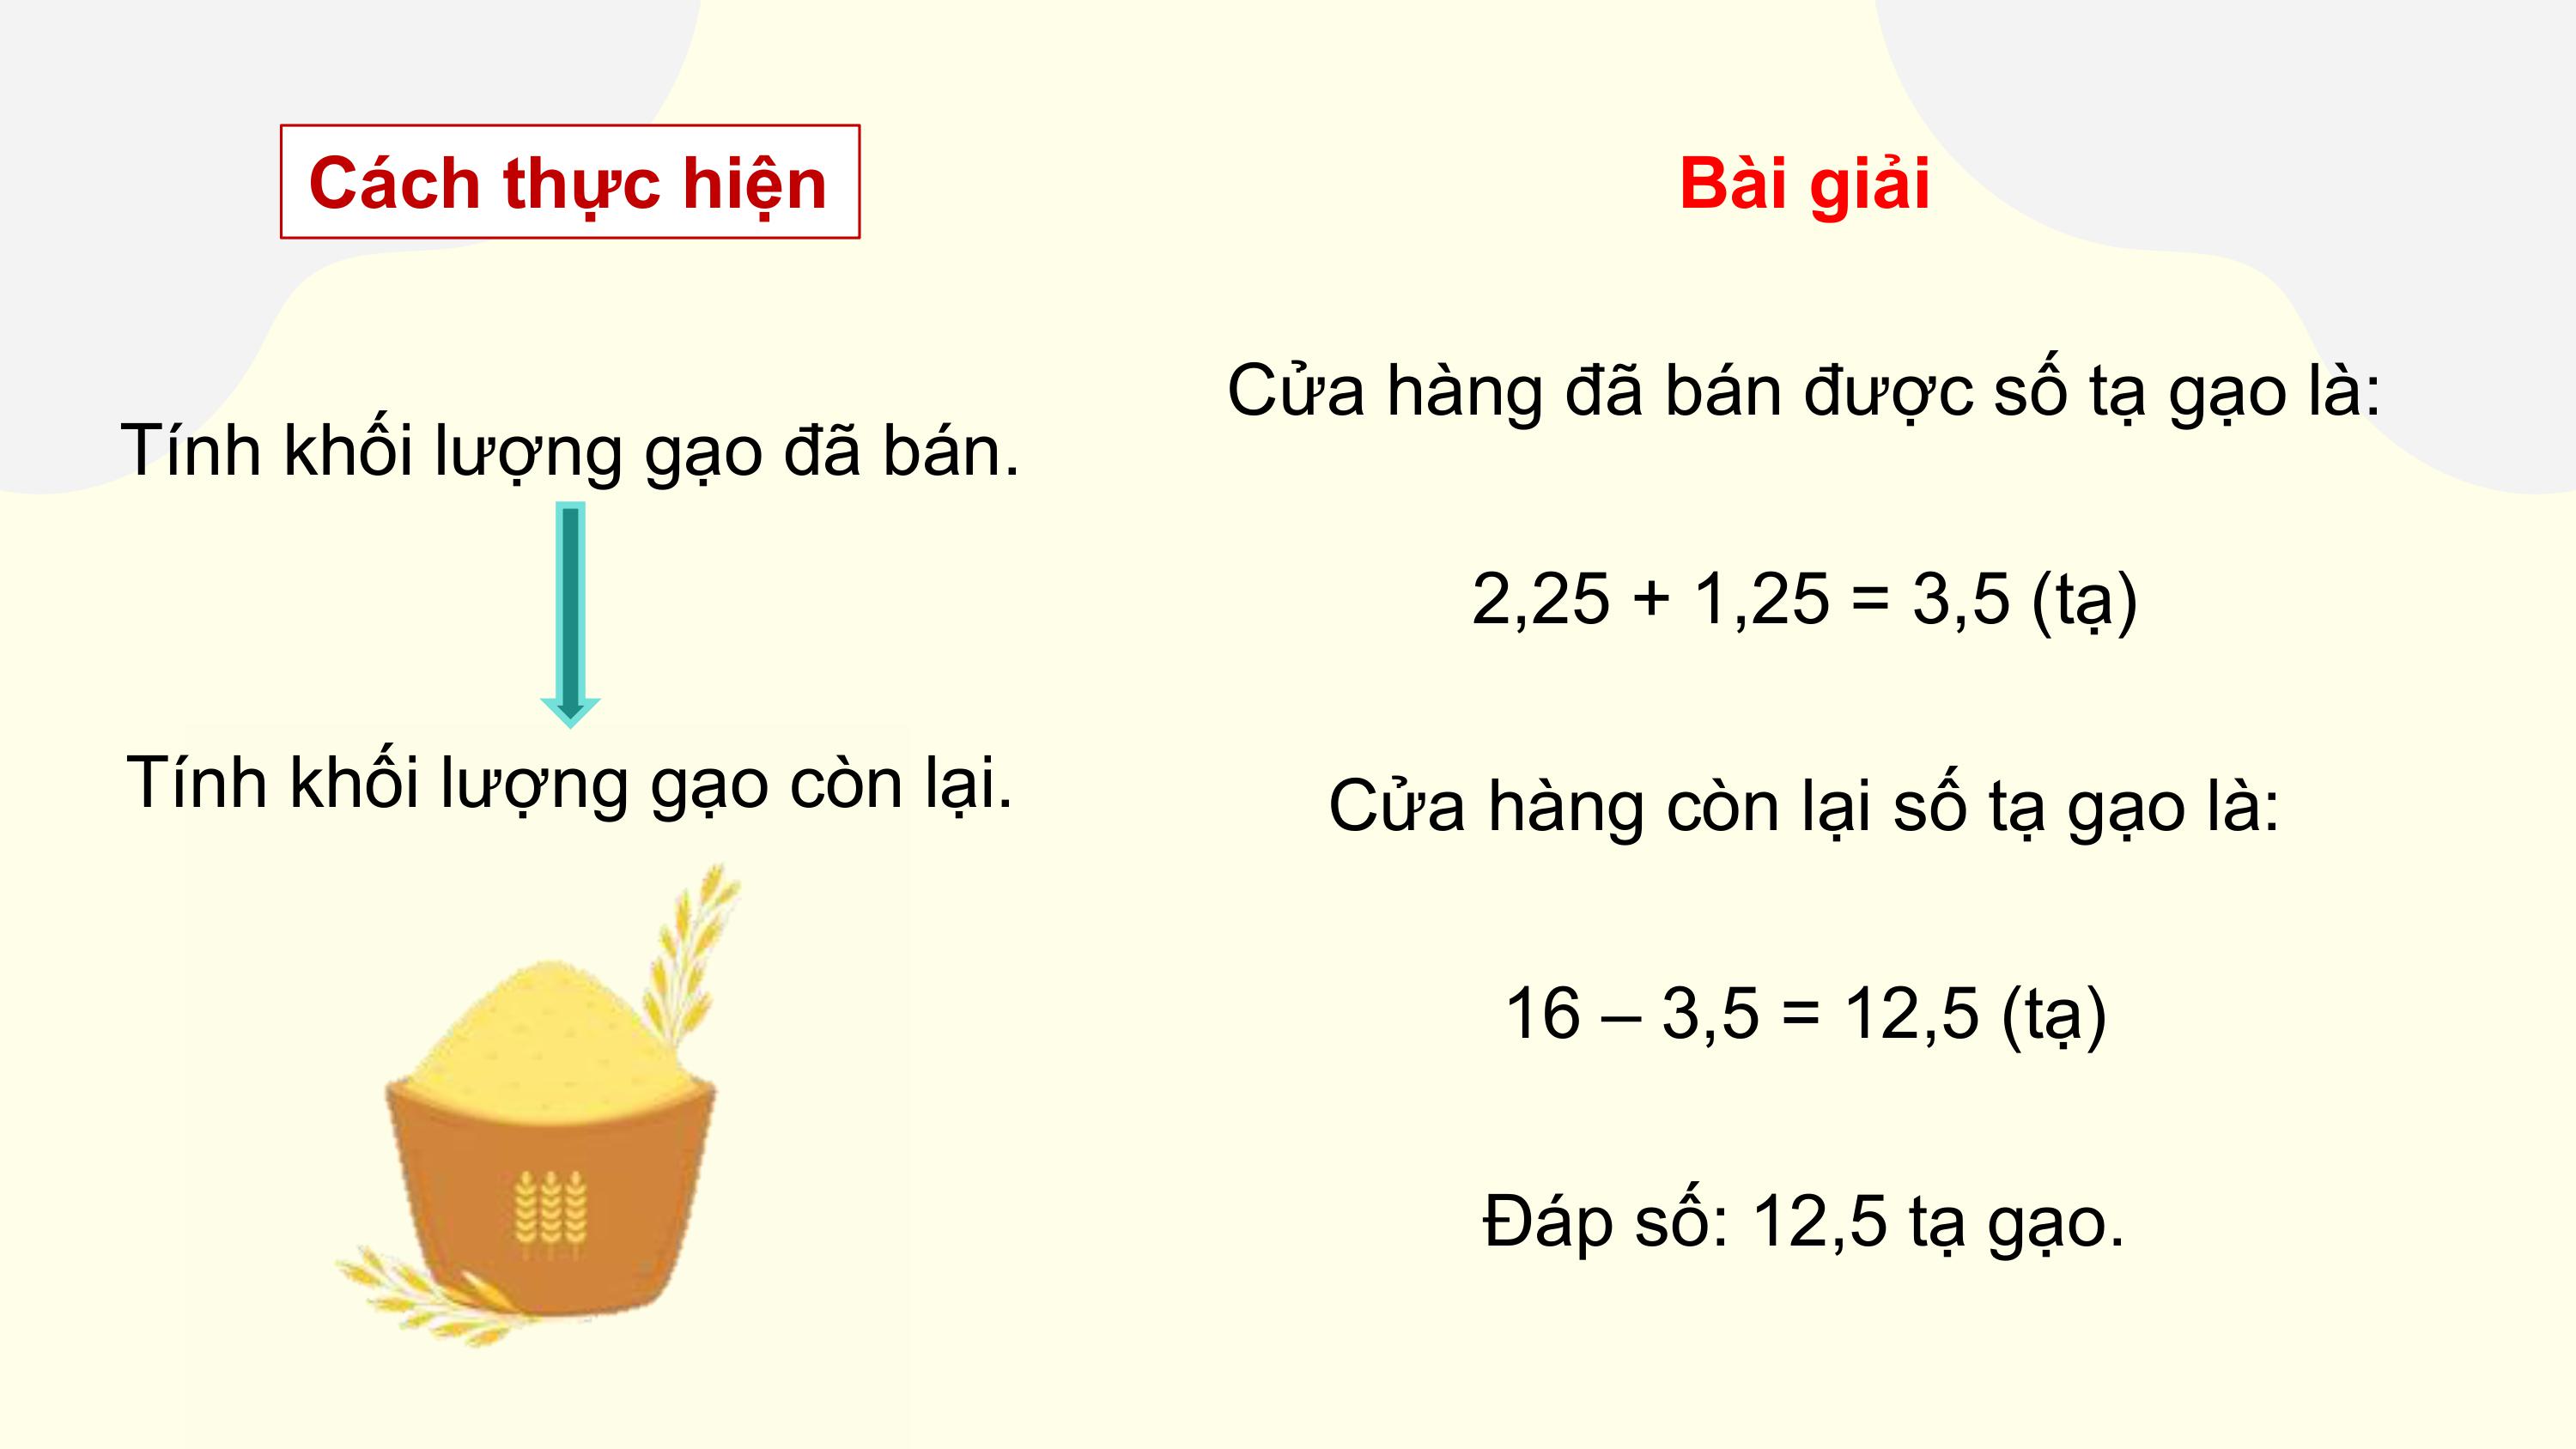 Cách thực hiện
Tính khối lượng gạo đã bán.
Tính khối lượng gạo còn lại.
Bài giải
Cửa hàng đã bán được số tạ gạo là:
2,25 + 1,25 = 3,5 (tạ)
Cửa hàng còn lại số tạ gạo là:
16 – 3,5 = 12,5 (tạ)
Đáp số: 12,5 tạ gạo.